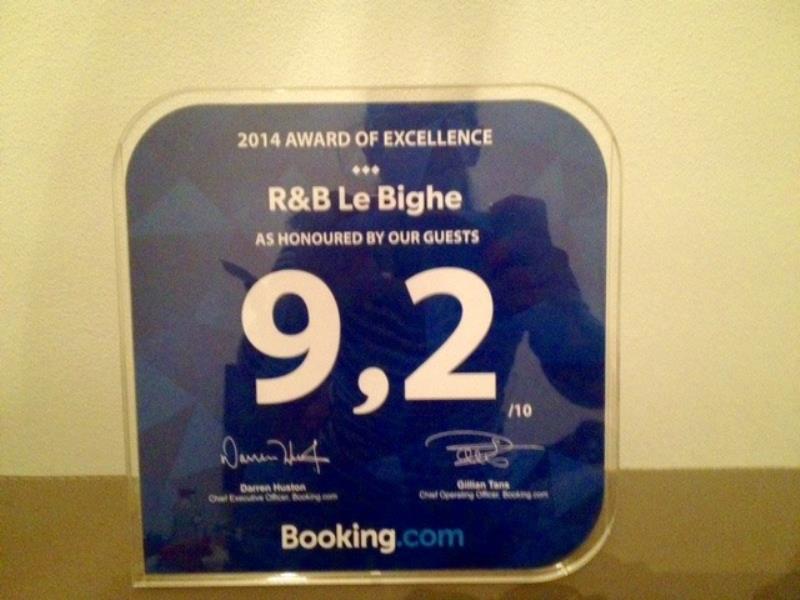 2014 AWARD OF EXCELLENCE
R&B Le Bighe
AS HONOURED BY OUR GUESTS
9,2
/10
Darren Huston
Chief Executive Officer, Booking.com
Gillian Tans
Chief Operating Officer, Booking.com
Booking.com